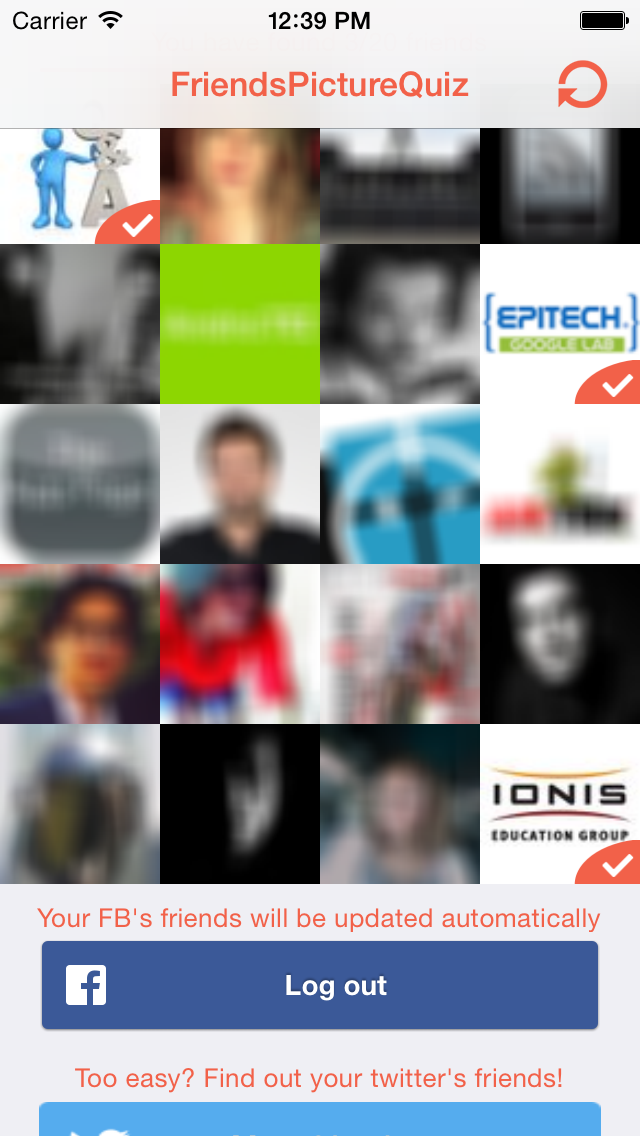 Carrier 12:39 PM
FriendsPictureQuiz
&
A
{EPITECH.}
GOOGLE LAB
IONIS
EDUCATION GROUP
Your FB's friends will be updated automatically
Log out
Too easy? Find out your twitter's friends!